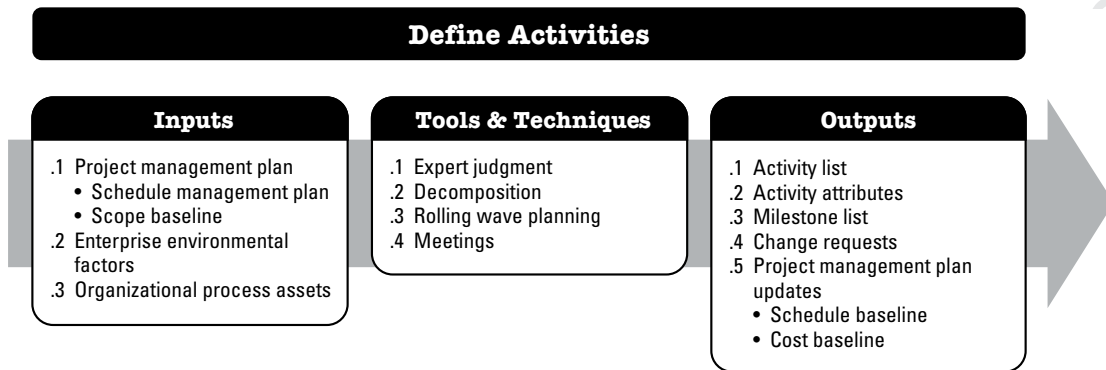 Define Activities
Inputs
.1 Project management plan
• Schedule management plan
• Scope baseline
.2 Enterprise environmental
factors
.3 Organizational process assets
Tools & Techniques
.1 Expert judgment
.2 Decomposition
.3 Rolling wave planning
.4 Meetings
Outputs
.1 Activity list
.2 Activity attributes
.3 Milestone list
.4 Change requests
.5 Project management plan
updates
• Schedule baseline
• Cost baseline